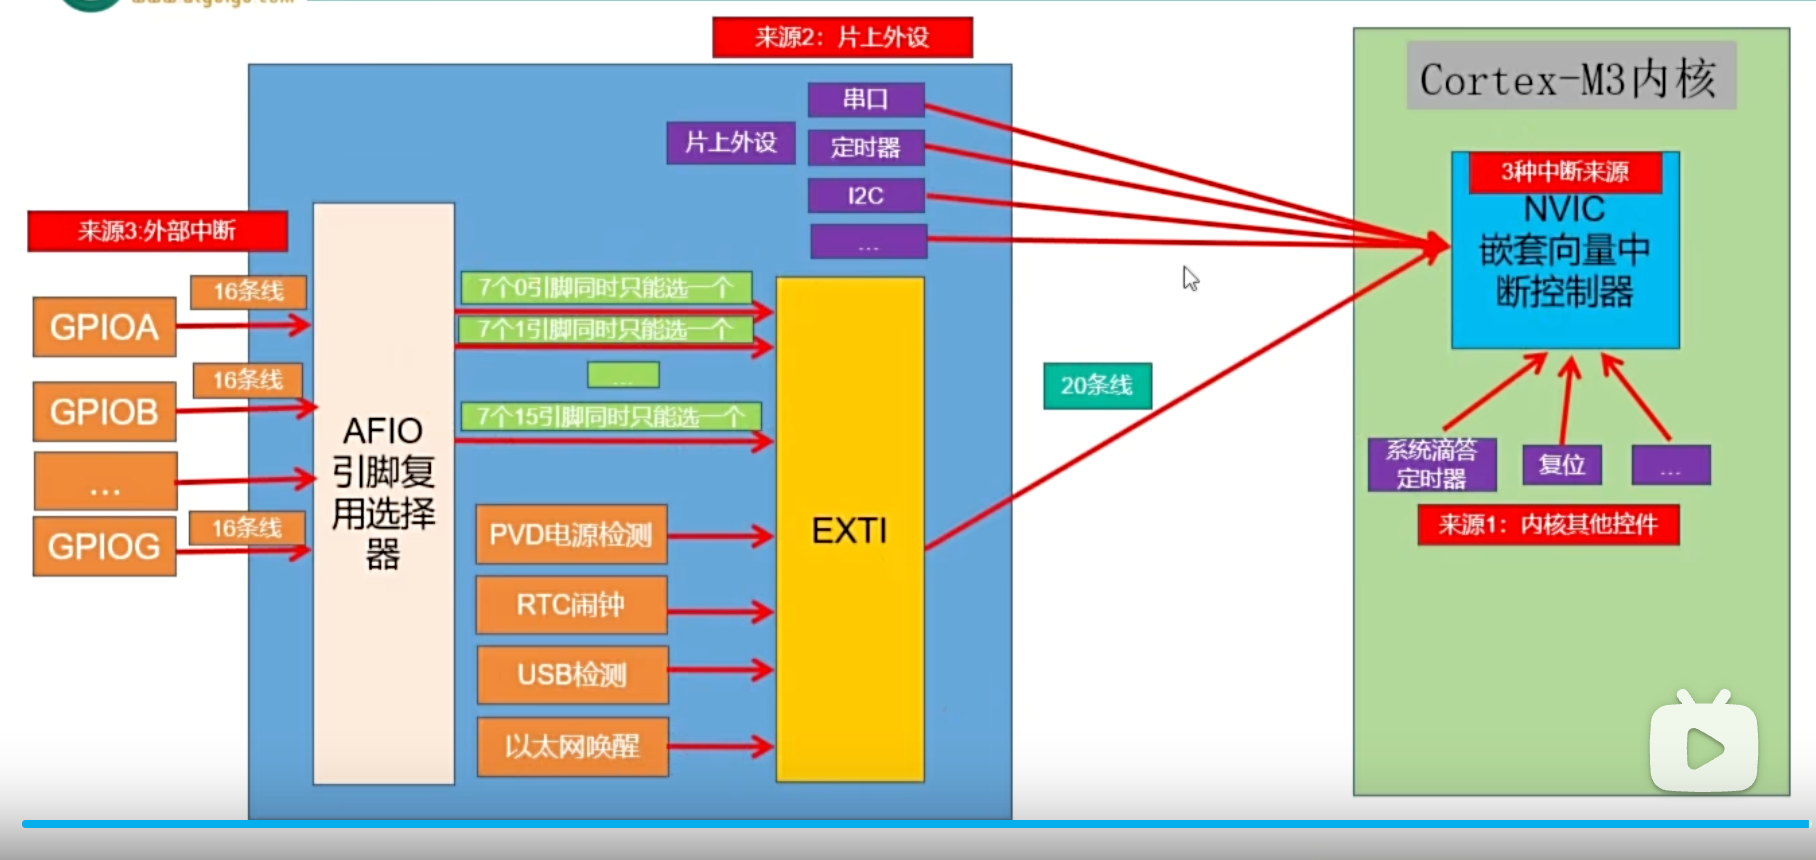 来源2：片上外设
Cortex-M3内核
串口
片上外设
定时器
I2C
...
3种中断来源
NVIC
嵌套向量中
断控制器
来源3:外部中断
16条线
GPIOA
16条线
GPIOB
...
16条线
GPIOG
AFIO
引脚复
用选择
器
7个0引脚同时只能选一个
7个1引脚同时只能选一个
...
7个15引脚同时只能选一个
PVD电源检测
RTC闹钟
USB检测
以太网唤醒
EXTI
20条线
系统滴答
定时器
复位
...
来源1：内核其他控件